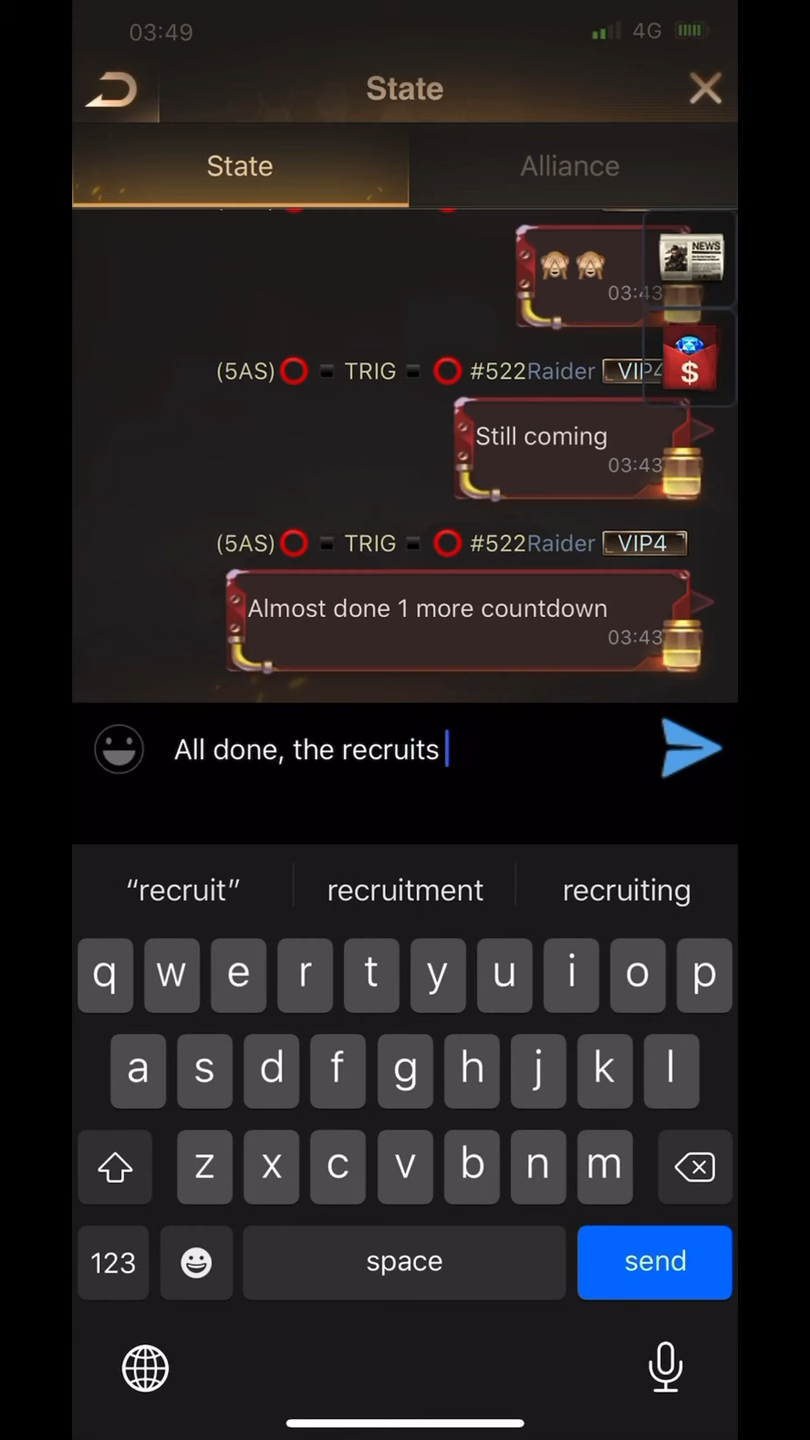 03:49
4G
State
State
Alliance
NEWS
03:43
$
(5AS) TRIG #522Raider VIP4
Still coming
03:43
(5AS) TRIG #522Raider VIP4
Almost done 1 more countdown
03:43
All done, the recruits
“recruit”
recruitment
recruiting
q w e r t y u i o p
a s d f g h j k l
z x c v b n m
123
space
send